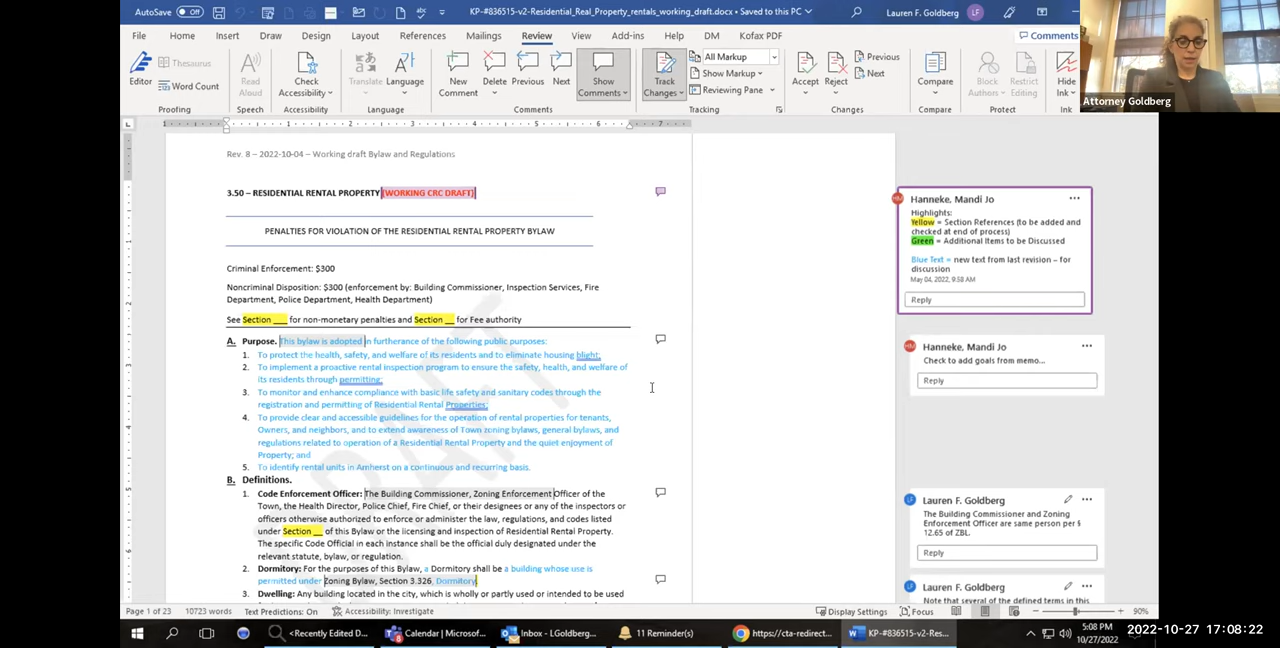 AutoSave Off KP-#836515-v2-Residential_Real_Property_rentals_working_draft.docx • Saved to this PC Lauren F. Goldberg LF
File Home Insert Draw Design Layout References Mailings Review View Add-ins Help DM Kofax PDF Comments
Editor Thesaurus Word Count Read Aloud Check Accessibility Translate Language New Comment Delete Previous Next Show Comments Track Changes All Markup Show Markup Reviewing Pane Accept Reject Previous Next Compare Block Authors Restrict Editing Hide Ink
Proofing Speech Accessibility Language Comments Tracking Changes Compare Protect Ink
Attorney Goldberg
Rev. 8 – 2022-10-04 – Working draft Bylaw and Regulations
3.50 – RESIDENTIAL RENTAL PROPERTY (WORKING CRC DRAFT)
PENALTIES FOR VIOLATION OF THE RESIDENTIAL RENTAL PROPERTY BYLAW
Criminal Enforcement: $300
Noncriminal Disposition: $300 (enforcement by: Building Commissioner, Inspection Services, Fire
Department, Police Department, Health Department)
See Section ___ for non-monetary penalties and Section __ for Fee authority
A. Purpose. This bylaw is adopted in furtherance of the following public purposes:
1. To protect the health, safety, and welfare of its residents and to eliminate housing blight;
2. To implement a proactive rental inspection program to ensure the safety, health, and welfare of
its residents through permitting;
3. To monitor and enhance compliance with basic life safety and sanitary codes through the
registration and permitting of Residential Rental Properties;
4. To provide clear and accessible guidelines for the operation of rental properties for tenants,
Owners, and neighbors, and to extend awareness of Town zoning bylaws, general bylaws, and
regulations related to operation of a Residential Rental Property and the quiet enjoyment of
Property; and
5. To identify rental units in Amherst on a continuous and recurring basis.
B. Definitions.
1. Code Enforcement Officer: The Building Commissioner, Zoning Enforcement Officer of the
Town, the Health Director, Police Chief, Fire Chief, or their designees or any of the inspectors or
officers otherwise authorized to enforce or administer the law, regulations, and codes listed
under Section __ of this Bylaw or the licensing and inspection of Residential Rental Property.
The specific Code Official in each instance shall be the official duly designated under the
relevant statute, bylaw, or regulation.
2. Dormitory: For the purposes of this Bylaw, a Dormitory shall be a building whose use is
permitted under Zoning Bylaw, Section 3.326, Dormitory.
3. Dwelling: Any building located in the city, which is wholly or partly used or intended to be used
HM Hanneke, Mandi Jo
Highlights:
Yellow = Section References (to be added and
checked at end of process)
Green = Additional Items to be Discussed
Blue Text = new text from last revision – for
discussion
May 04, 2022, 9:58 AM
Reply
HM Hanneke, Mandi Jo
Check to add goals from memo...
Reply
LF Lauren F. Goldberg
The Building Commissioner and Zoning
Enforcement Officer are same person per §
12.65 of ZBL.
Reply
LF Lauren F. Goldberg
Note that several of the defined terms in this
Page 1 of 23 10723 words Text Predictions: On Accessibility: Investigate Display Settings Focus 90%
<Recently Edited D... Calendar | Microsof... Inbox - LGoldberg... 11 Reminder(s) https://cta-redirect... KP-#836515-v2-Res...
5:08 PM
10/27/2022
2022-10-27 17:08:22